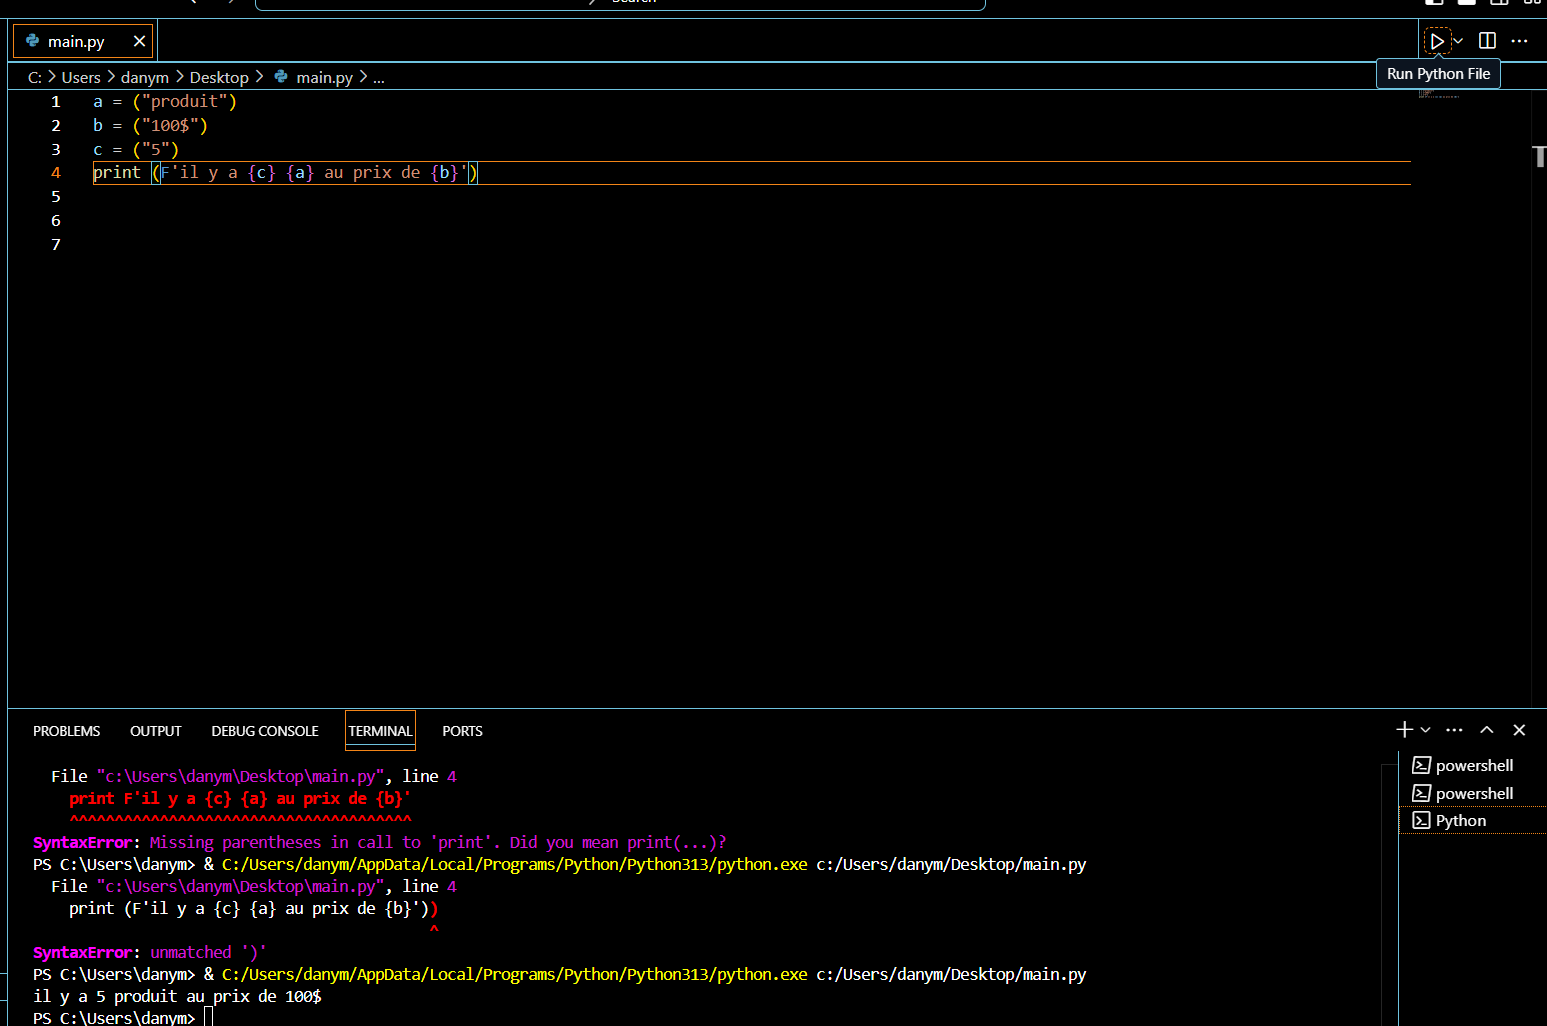 main.py
Run Python File
C: > Users > danym > Desktop > main.py > ...
1 a = ("produit")
2 b = ("100$")
3 c = ("5")
4 print (F'il y a {c} {a} au prix de {b}')
5
6
7
PROBLEMS OUTPUT DEBUG CONSOLE TERMINAL PORTS
File "c:\Users\danym\Desktop\main.py", line 4
print F'il y a {c} {a} au prix de {b}'
^^^^^^^^^^^^^^^^^^^^^^^^^^^^^^^^^^^^^^
SyntaxError: Missing parentheses in call to 'print'. Did you mean print(...)?
PS C:\Users\danym> & C:/Users/danym/AppData/Local/Programs/Python/Python313/python.exe c:/Users/danym/Desktop/main.py
File "c:\Users\danym\Desktop\main.py", line 4
print (F'il y a {c} {a} au prix de {b}'))
^
SyntaxError: unmatched ')'
PS C:\Users\danym> & C:/Users/danym/AppData/Local/Programs/Python/Python313/python.exe c:/Users/danym/Desktop/main.py
il y a 5 produit au prix de 100$
PS C:\Users\danym>
powershell
powershell
Python